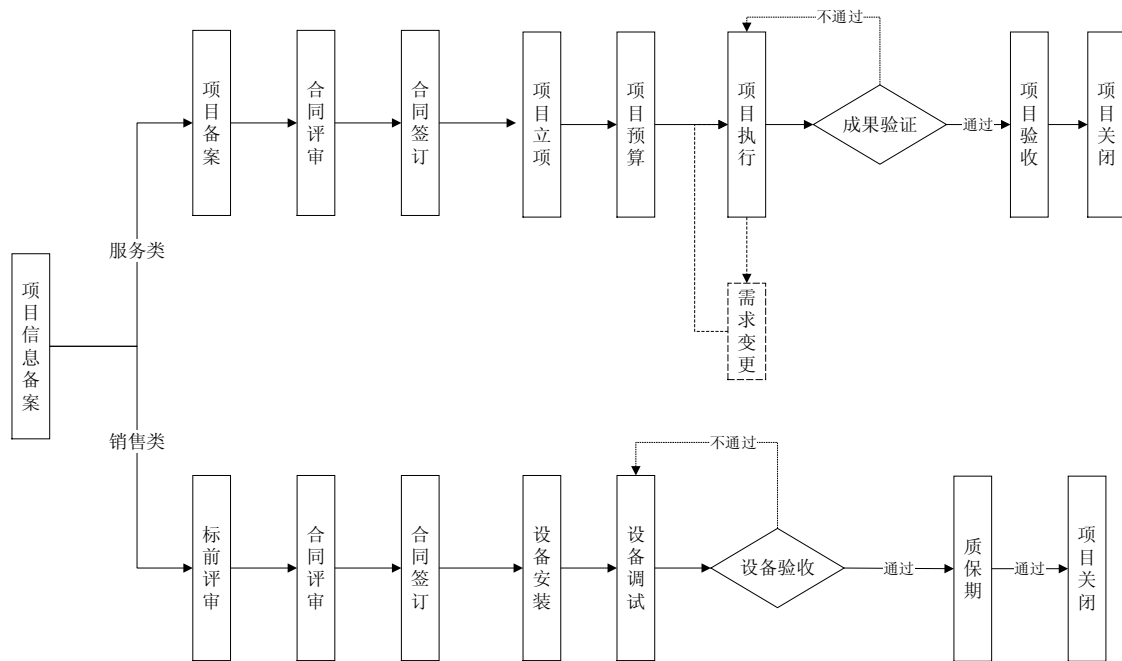 不通过
项目备案
合同评审
合同签订
项目立项
项目预算
项目执行
成果验证
通过
项目验收
项目关闭
服务类
项目信息备案
需求变更
销售类
不通过
标前评审
合同评审
合同签订
设备安装
设备调试
设备验收
通过
质保期
通过
项目关闭